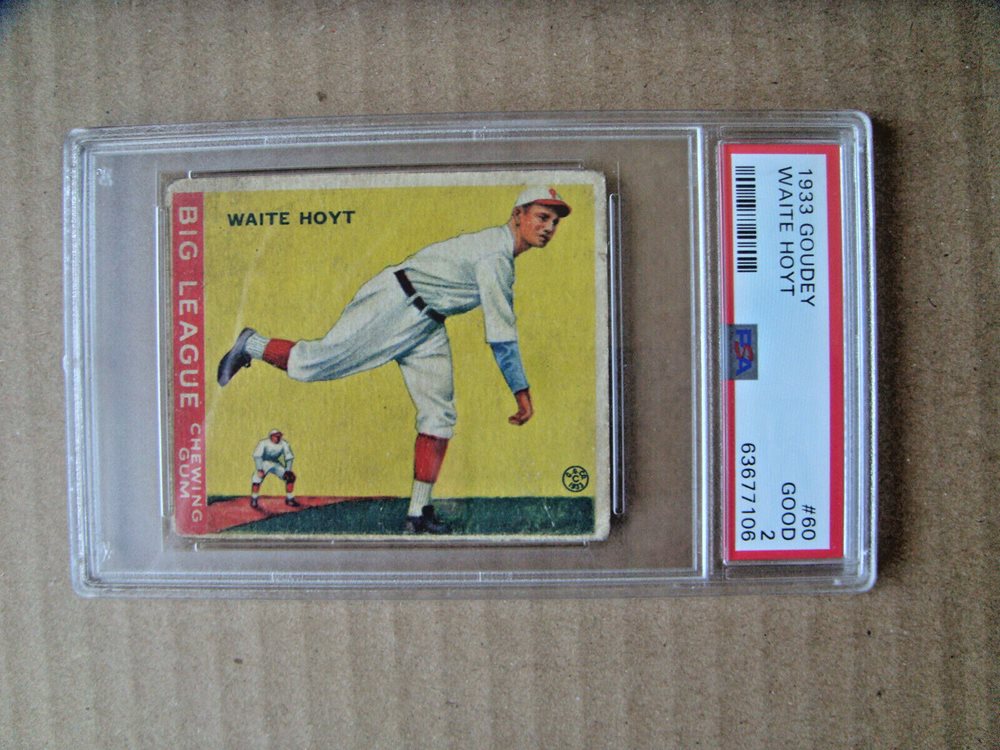 1933 GOUDEY
WAITE HOYT
#60
GOOD
2
63677106
PSA
WAITE HOYT
BIG LEAGUE CHEWING
GUM